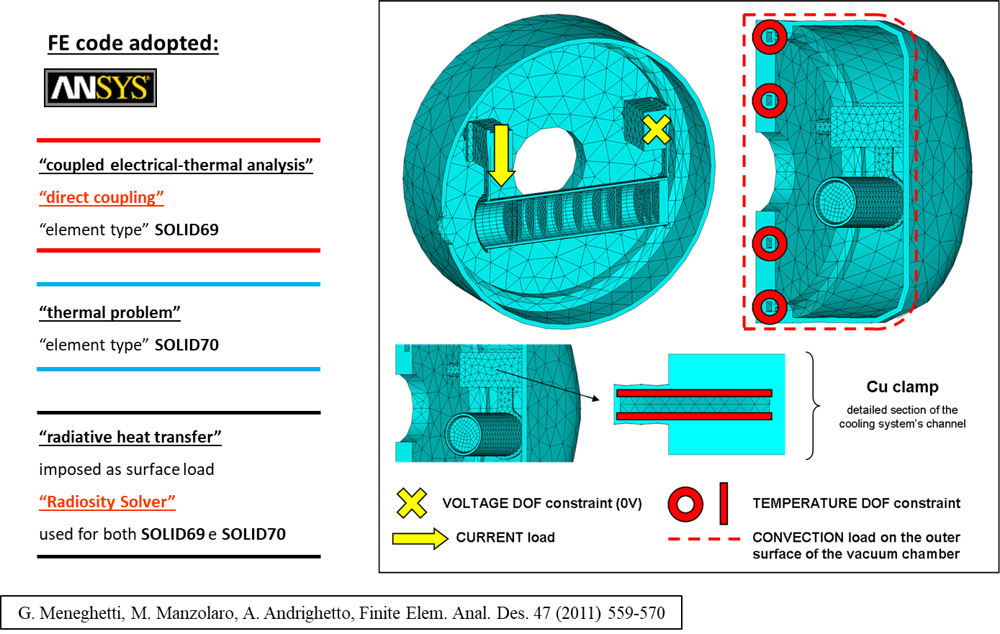 FE code adopted:
ANSYS®
“coupled electrical-thermal analysis”
“direct coupling”
“element type” SOLID69
“thermal problem”
“element type” SOLID70
“radiative heat transfer”
imposed as surface load
“Radiosity Solver”
used for both SOLID69 e SOLID70
Cu clamp
detailed section of the
cooling system's channel
VOLTAGE DOF constraint (0V)
CURRENT load
TEMPERATURE DOF constraint
CONVECTION load on the outer
surface of the vacuum chamber
G. Meneghetti, M. Manzolaro, A. Andrighetto, Finite Elem. Anal. Des. 47 (2011) 559-570